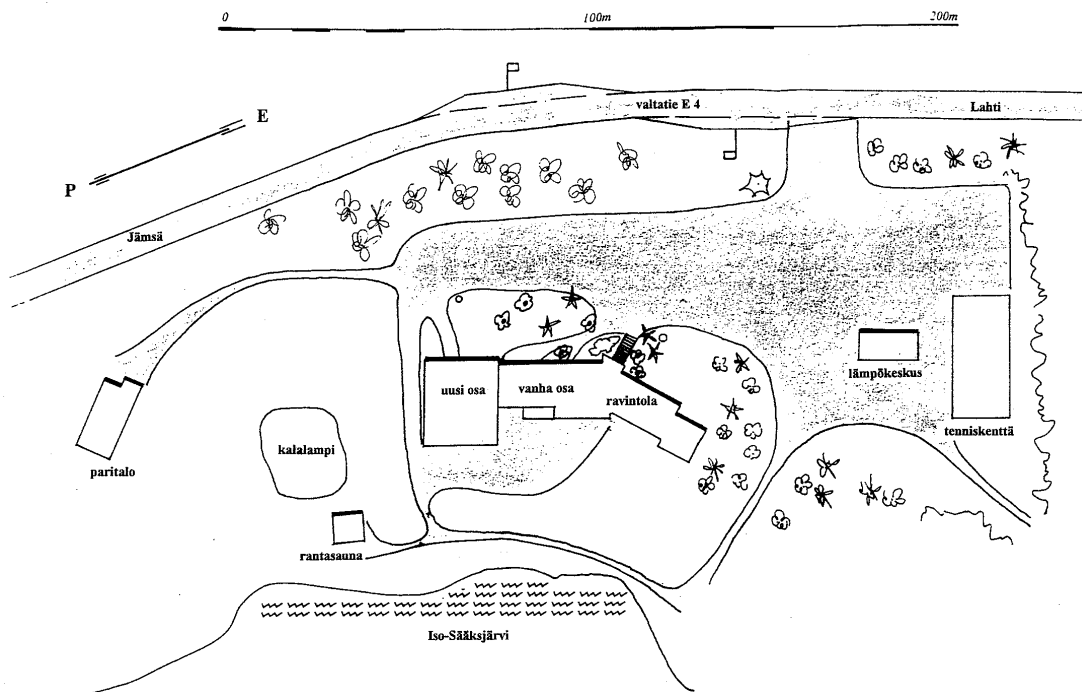 0 100m 200m
valtatie E 4
Lahti
E
P
Jämsä
uusi osa
vanha osa
ravintola
lämpökeskus
tenniskenttä
kalalampi
paritalo
rantasauna
Iso-Sääksjärvi